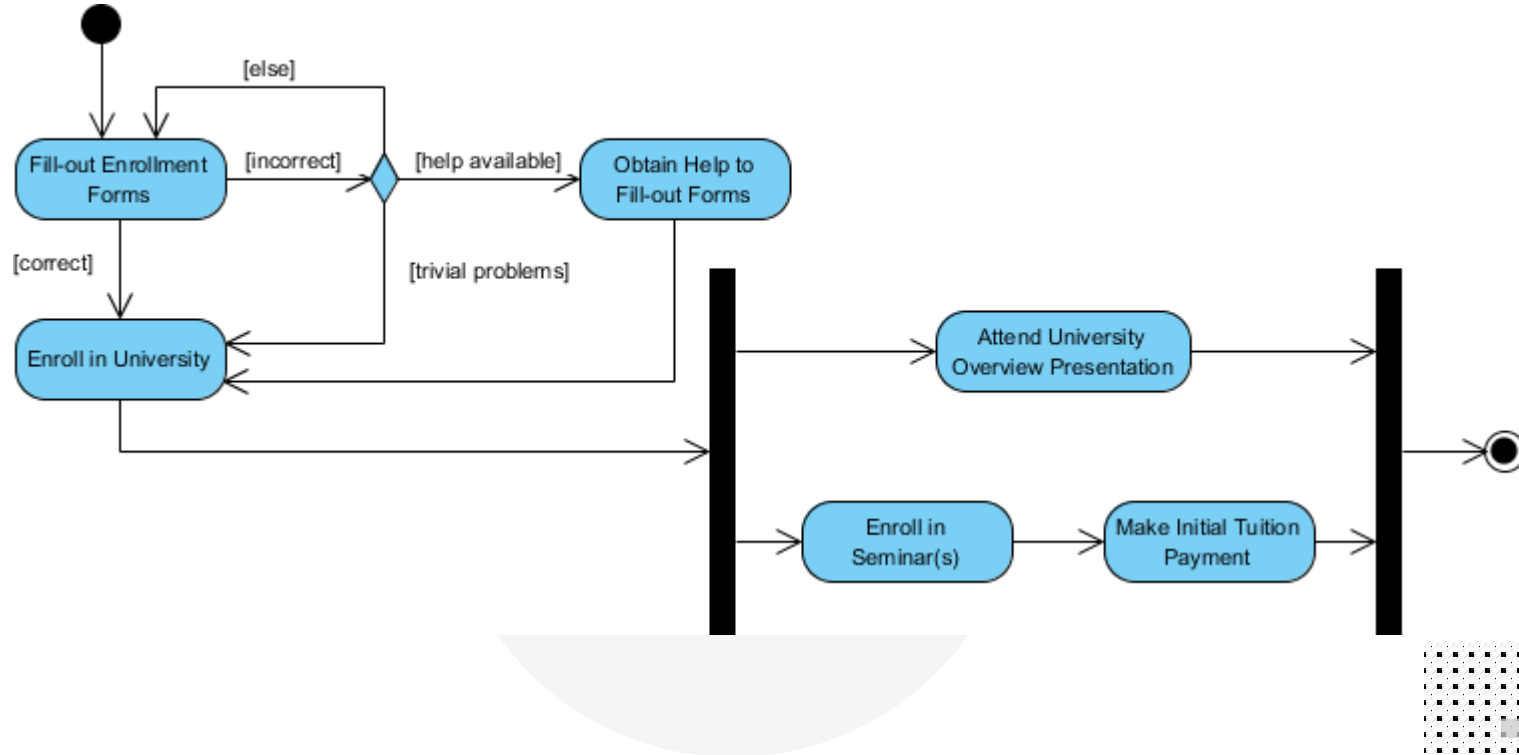 [else]
Fill-out Enrollment
Forms
[incorrect]
[help available]
Obtain Help to
Fill-out Forms
[correct]
[trivial problems]
Enroll in University
Attend University
Overview Presentation
Enroll in
Seminar(s)
Make Initial Tuition
Payment